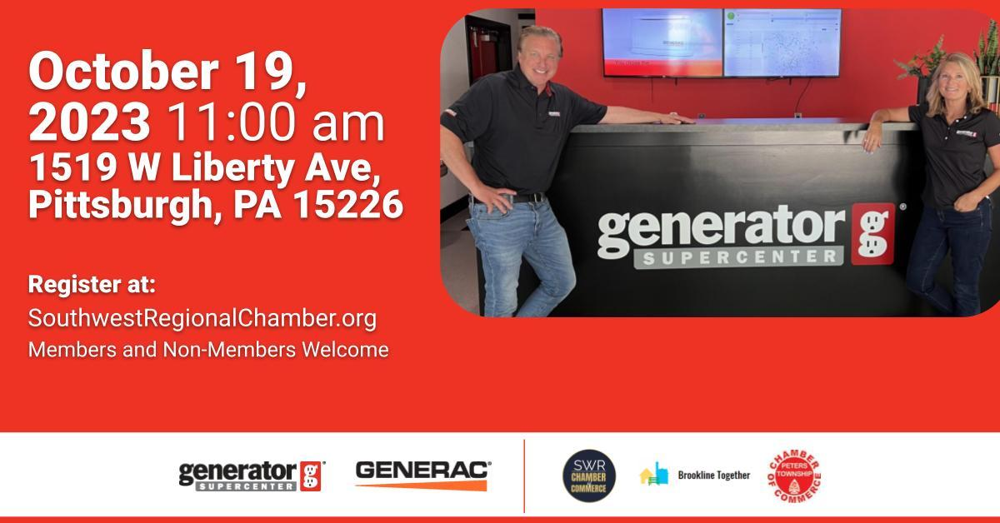 October 19,
2023 11:00 am
1519 W Liberty Ave,
Pittsburgh, PA 15226
Register at:
SouthwestRegionalChamber.org
Members and Non-Members Welcome
GENERAC
generator g®
SUPERCENTER
generator g®
SUPERCENTER
GENERAC®
SWR
CHAMBER
OF
COMMERCE
Brookline Together
CHAMBER
PETERS
TOWNSHIP
OF COMMERCE